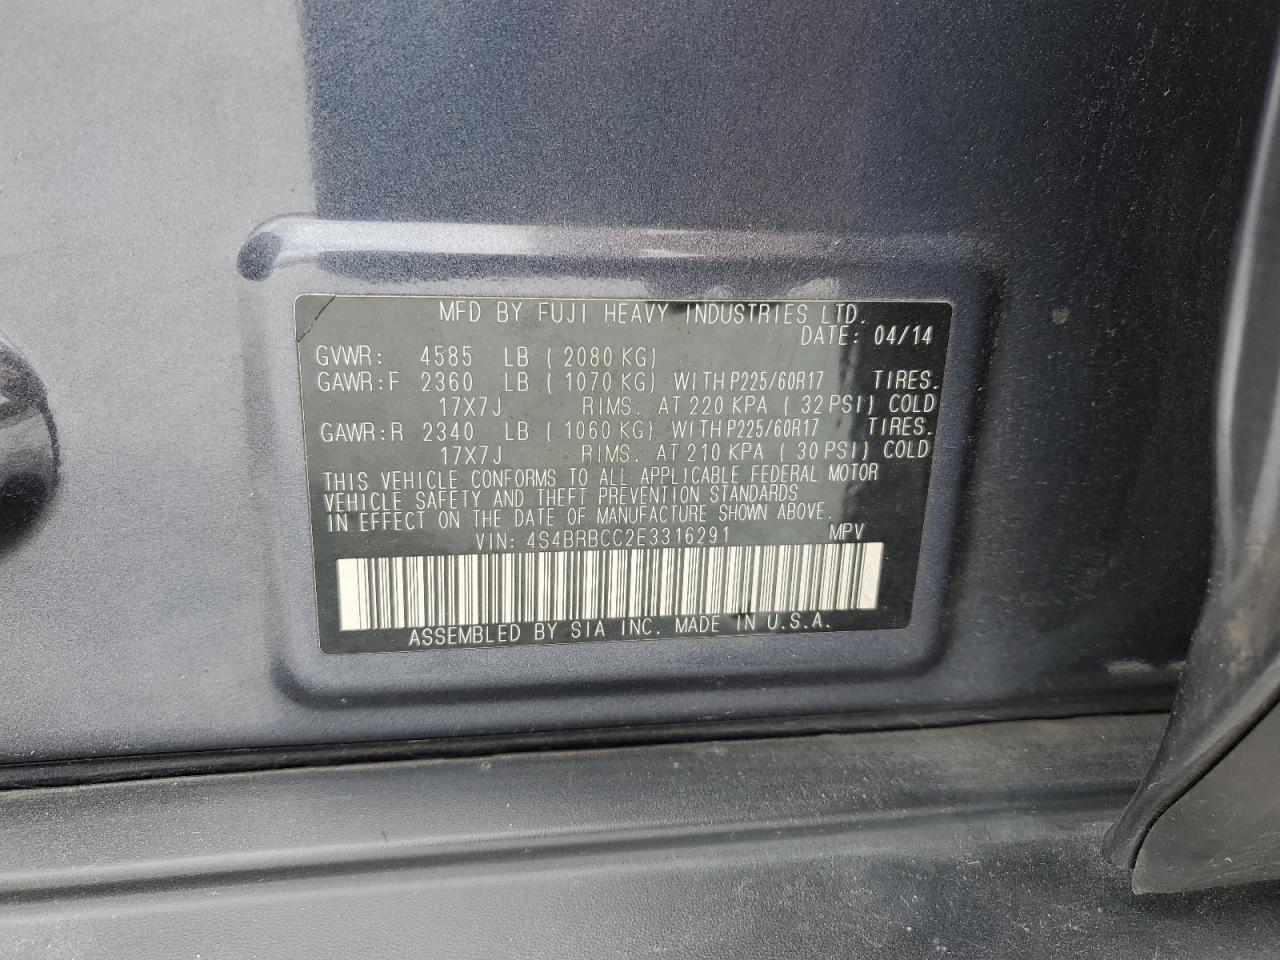 MFD BY FUJI HEAVY INDUSTRIES LTD.
DATE: 04/14
GVWR: 4585 LB ( 2080 KG)
GAWR:F 2360 LB ( 1070 KG) WITH P225/60R17 TIRES.
17X7J RIMS. AT 220 KPA ( 32 PSI) COLD
GAWR:R 2340 LB ( 1060 KG) WITH P225/60R17 TIRES.
17X7J RIMS. AT 210 KPA ( 30 PSI) COLD
THIS VEHICLE CONFORMS TO ALL APPLICABLE FEDERAL MOTOR
VEHICLE SAFETY AND THEFT PREVENTION STANDARDS
IN EFFECT ON THE DATE OF MANUFACTURE SHOWN ABOVE.
VIN: 4S4BRBCC2E3316291 MPV
ASSEMBLED BY SIA INC. MADE IN U.S.A.